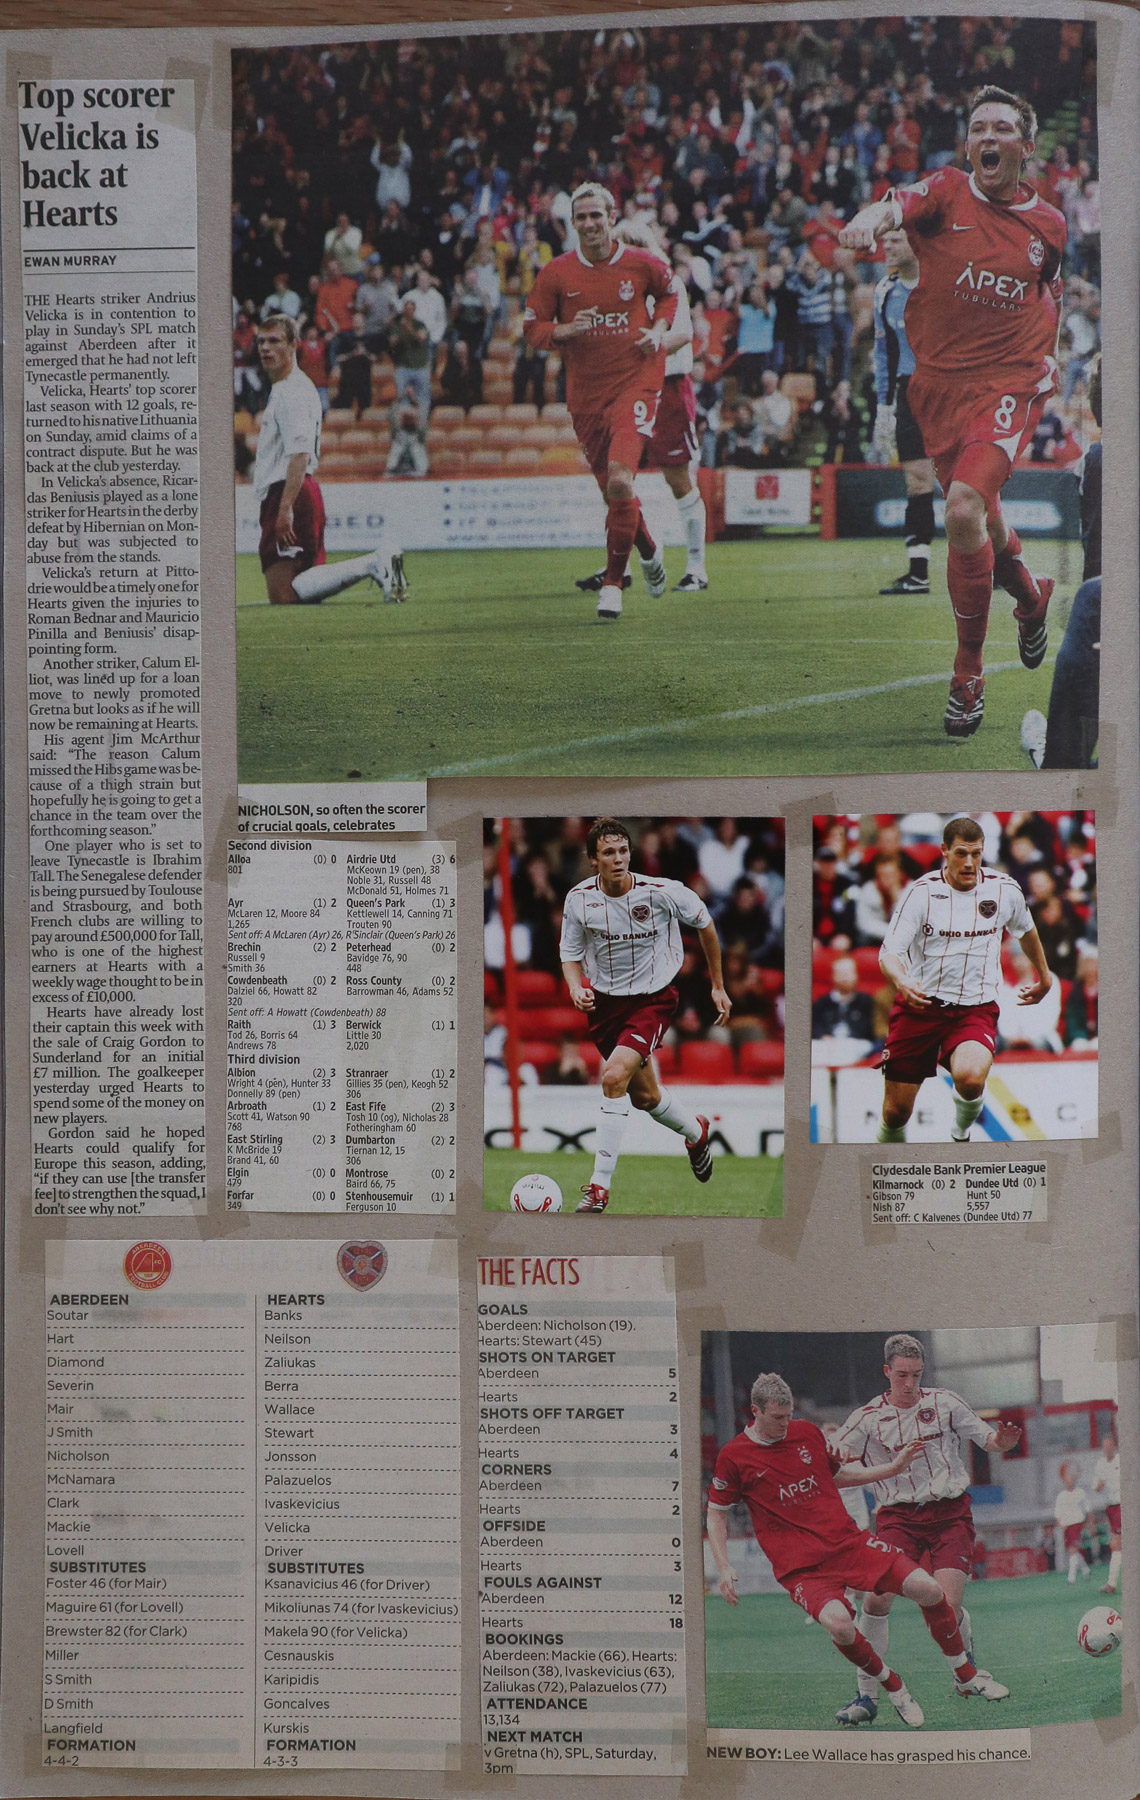 Top scorer
Velicka is
back at
Hearts
EWAN MURRAY
THE Hearts striker Andrius
Velicka is in contention to
play in Sunday's SPL match
against Aberdeen after it
emerged that he had not left
Tynecastle permanently.
Velicka, Hearts' top scorer
last season with 12 goals, re-
turned to his native Lithuania
on Sunday, amid claims of a
contract dispute. But he was
back at the club yesterday.
In Velicka's absence, Ricar-
das Beniusis played as a lone
striker for Hearts in the derby
defeat by Hibernian on Mon-
day but was subjected to
abuse from the stands.
Velicka's return at Pitto-
drie would be a timely one for
Hearts given the injuries to
Roman Bednar and Mauricio
Pinilla and Beniusis' disap-
pointing form.
Another striker, Calum El-
liot, was lined up for a loan
move to newly promoted
Gretna but looks as if he will
now be remaining at Hearts.
His agent Jim McArthur
said: "The reason Calum
missed the Hibs game was be-
cause of a thigh strain but
hopefully he is going to get a
chance in the team over the
forthcoming season."
One player who is set to
leave Tynecastle is Ibrahim
Tall. The Senegalese defender
is being pursued by Toulouse
and Strasbourg, and both
French clubs are willing to
pay around £500,000 for Tall,
who is one of the highest
earners at Hearts with a
weekly wage thought to be in
excess of £10,000.
Hearts have already lost
their captain this week with
the sale of Craig Gordon to
Sunderland for an initial
£7 million. The goalkeeper
yesterday urged Hearts to
spend some of the money on
new players.
Gordon said he hoped
Hearts could qualify for
Europe this season, adding,
"if they can use [the transfer
fee] to strengthen the squad, I
don't see why not."
APEX
TUBULARS
9
APEX
TUBULARS
8
NICHOLSON, so often the scorer
of crucial goals, celebrates
Second division
Alloa (0) 0 Airdrie Utd (3) 6
801 McKeown 19 (pen), 38
Noble 31, Russell 48
McDonald 51, Holmes 71
Ayr (1) 2 Queen's Park (1) 3
McLaren 12, Moore 84 Kettlewell 14, Canning 71
1,265 Trouten 90
Sent off: A McLaren (Ayr) 26, R Sinclair (Queen's Park) 26
Brechin (2) 2 Peterhead (0) 2
Russell 9 Bavidge 76, 90
Smith 36 448
Cowdenbeath (0) 2 Ross County (0) 2
Dalziel 66, Howatt 82 Barrowman 46, Adams 52
320
Sent off: A Howatt (Cowdenbeath) 88
Raith (1) 3 Berwick (1) 1
Tod 26, Borris 64 Little 30
Andrews 78 2,020
Third division
Albion (2) 3 Stranraer (1) 2
Wright 4 (pen), Hunter 33 Gillies 35 (pen), Keogh 52
Donnelly 89 (pen) 306
Arbroath (1) 2 East Fife (2) 3
Scott 41, Watson 90 Tosh 10 (og), Nicholas 28
768 Fotheringham 60
East Stirling (2) 3 Dumbarton (2) 2
K McBride 19 Tiernan 12, 15
Brand 41, 60 306
Elgin (0) 0 Montrose (0) 2
479 Baird 66, 75
Forfar (0) 0 Stenhousemuir (1) 1
349 Ferguson 10
UKIO BANKAS
UKIO BANKAS
Clydesdale Bank Premier League
Kilmarnock (0) 2 Dundee Utd (0) 1
Gibson 79 Hunt 50
Nish 87 5,557
Sent off: C Kalvenes (Dundee Utd) 77
ABERDEEN
Soutar
Hart
Diamond
Severin
Mair
J Smith
Nicholson
McNamara
Clark
Mackie
Lovell
SUBSTITUTES
Foster 46 (for Mair)
Maguire 61 (for Lovell)
Brewster 82 (for Clark)
Miller
S Smith
D Smith
Langfield
FORMATION
4-4-2
HEARTS
Banks
Neilson
Zaliukas
Berra
Wallace
Stewart
Jonsson
Palazuelos
Ivaskevicius
Velicka
Driver
SUBSTITUTES
Ksanavicius 46 (for Driver)
Mikoliunas 74 (for Ivaskevicius)
Makela 90 (for Velicka)
Cesnauskis
Karipidis
Goncalves
Kurskis
FORMATION
4-3-3
THE FACTS
GOALS
Aberdeen: Nicholson (19).
Hearts: Stewart (45)
SHOTS ON TARGET
Aberdeen 5
Hearts 2
SHOTS OFF TARGET
Aberdeen 3
Hearts 4
CORNERS
Aberdeen 7
Hearts 2
OFFSIDE
Aberdeen 0
Hearts 3
FOULS AGAINST
Aberdeen 12
Hearts 18
BOOKINGS
Aberdeen: Mackie (66). Hearts:
Neilson (38), Ivaskevicius (63),
Zaliukas (72), Palazuelos (77)
ATTENDANCE
13,134
NEXT MATCH
v Gretna (h), SPL, Saturday,
3pm
APEX
5
NEW BOY: Lee Wallace has grasped his chance.